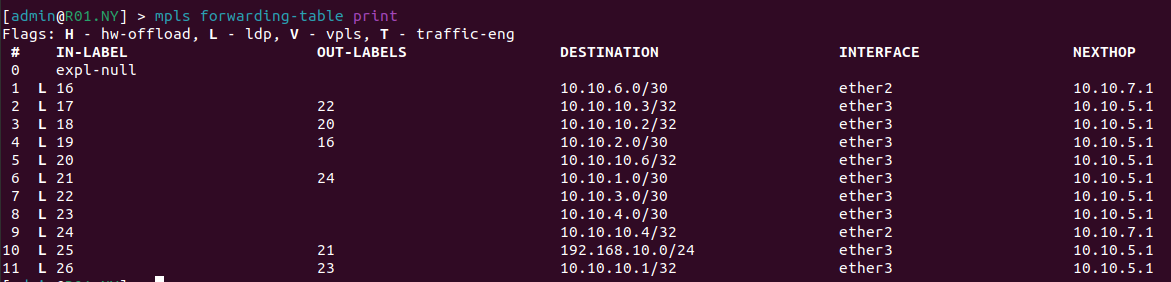 [admin@R01.NY] > mpls forwarding-table print
Flags: H - hw-offload, L - ldp, V - vpls, T - traffic-eng
#    IN-LABEL    OUT-LABELS    DESTINATION    INTERFACE    NEXTHOP
0    expl-null
1  L 16    10.10.6.0/30    ether2    10.10.7.1
2  L 17    22    10.10.10.3/32    ether3    10.10.5.1
3  L 18    20    10.10.10.2/32    ether3    10.10.5.1
4  L 19    16    10.10.2.0/30    ether3    10.10.5.1
5  L 20    10.10.10.6/32    ether3    10.10.5.1
6  L 21    24    10.10.1.0/30    ether3    10.10.5.1
7  L 22    10.10.3.0/30    ether3    10.10.5.1
8  L 23    10.10.4.0/30    ether3    10.10.5.1
9  L 24    10.10.10.4/32    ether2    10.10.7.1
10  L 25    21    192.168.10.0/24    ether3    10.10.5.1
11  L 26    23    10.10.10.1/32    ether3    10.10.5.1